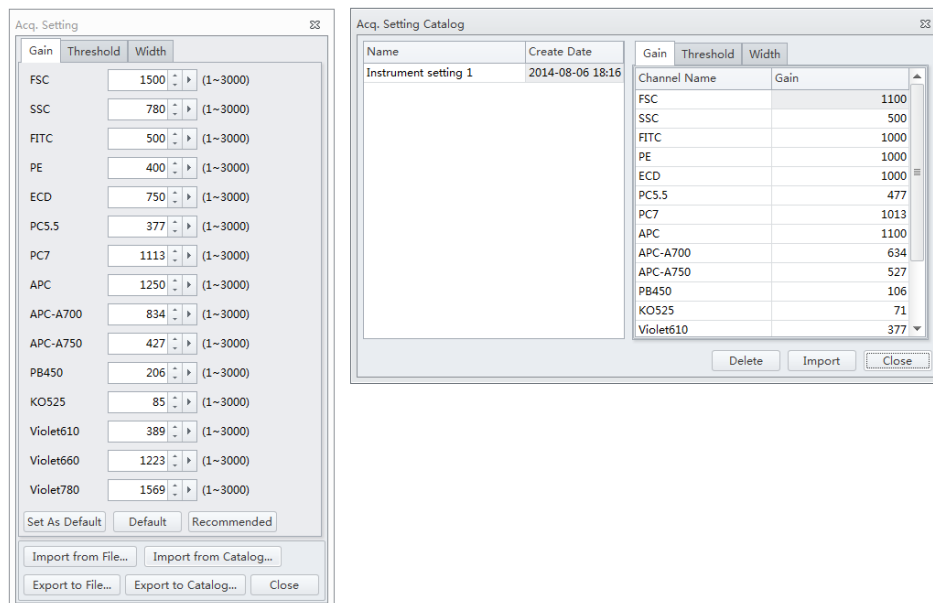 Acq. Setting
Gain Threshold Width
FSC 1500 (1~3000)
SSC 780 (1~3000)
FITC 500 (1~3000)
PE 400 (1~3000)
ECD 750 (1~3000)
PC5.5 377 (1~3000)
PC7 1113 (1~3000)
APC 1250 (1~3000)
APC-A700 834 (1~3000)
APC-A750 427 (1~3000)
PB450 206 (1~3000)
KO525 85 (1~3000)
Violet610 389 (1~3000)
Violet660 1223 (1~3000)
Violet780 1569 (1~3000)
Set As Default Default Recommended
Import from File... Import from Catalog...
Export to File... Export to Catalog... Close
Acq. Setting Catalog
Name Create Date
Instrument setting 1 2014-08-06 18:16
Gain Threshold Width
Channel Name Gain
FSC 1100
SSC 500
FITC 1000
PE 1000
ECD 1000
PC5.5 477
PC7 1013
APC 1100
APC-A700 634
APC-A750 527
PB450 106
KO525 71
Violet610 377
Delete Import Close